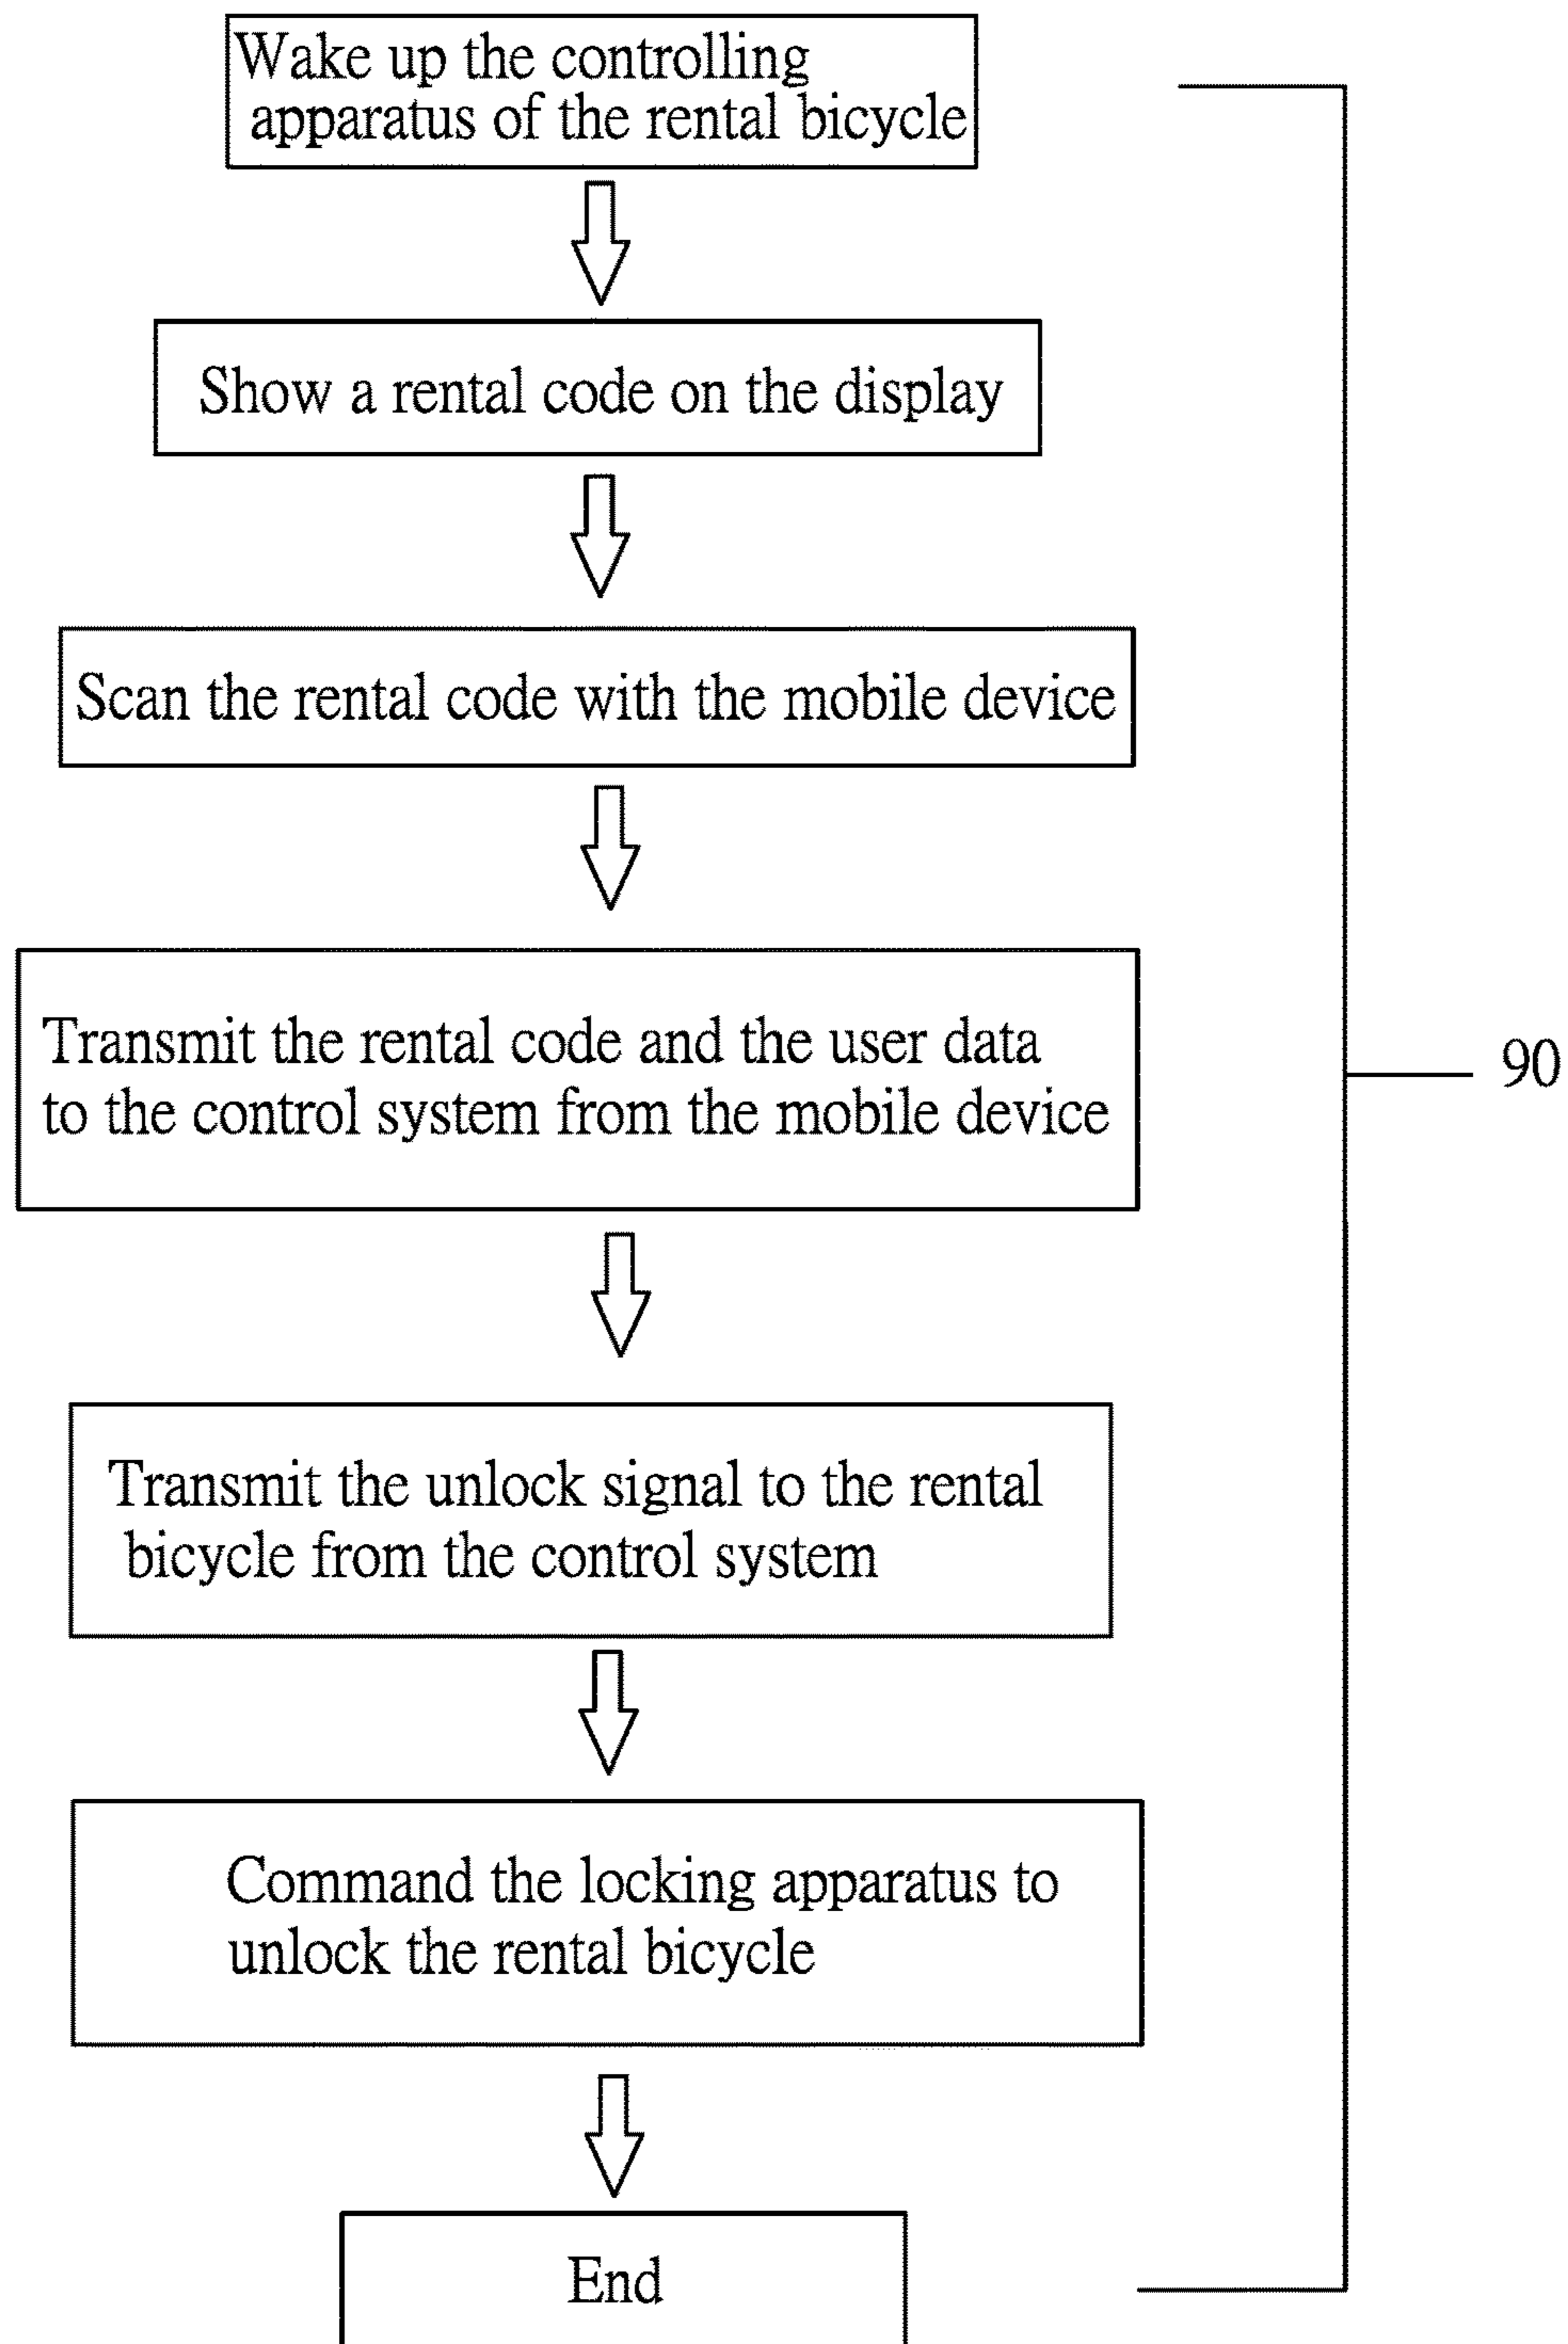 Wake up the controlling
apparatus of the rental bicycle
Show a rental code on the display
Scan the rental code with the mobile device
Transmit the rental code and the user data
to the control system from the mobile device
90
Transmit the unlock signal to the rental
bicycle from the control system
Command the locking apparatus to
unlock the rental bicycle
End